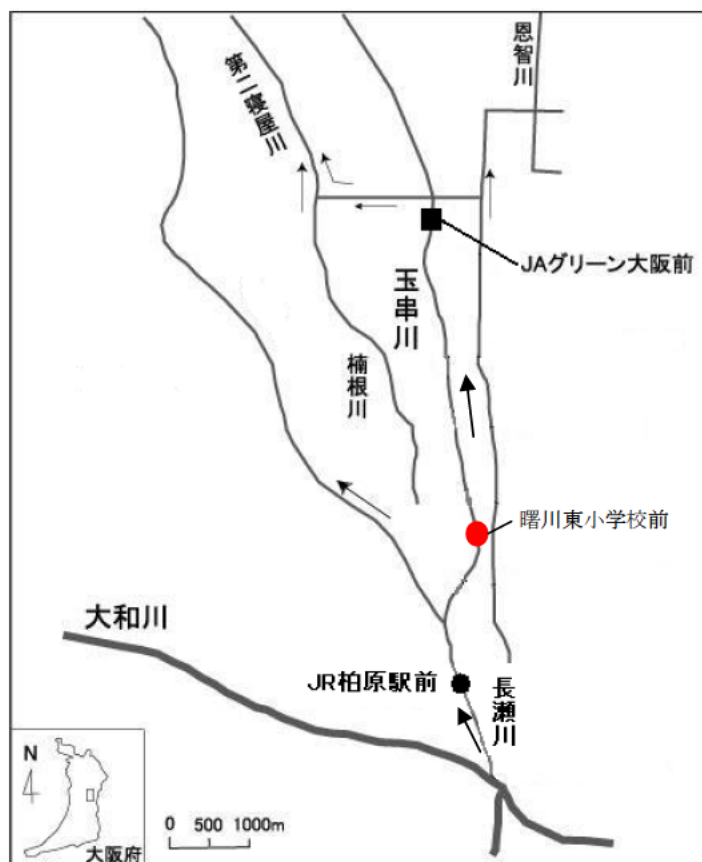 恩智川
第二寝屋川
JAグリーン大阪前
玉串川
楠根川
曙川東小学校前
大和川
JR柏原駅前
長瀬川
N
大阪府
0 500 1000m